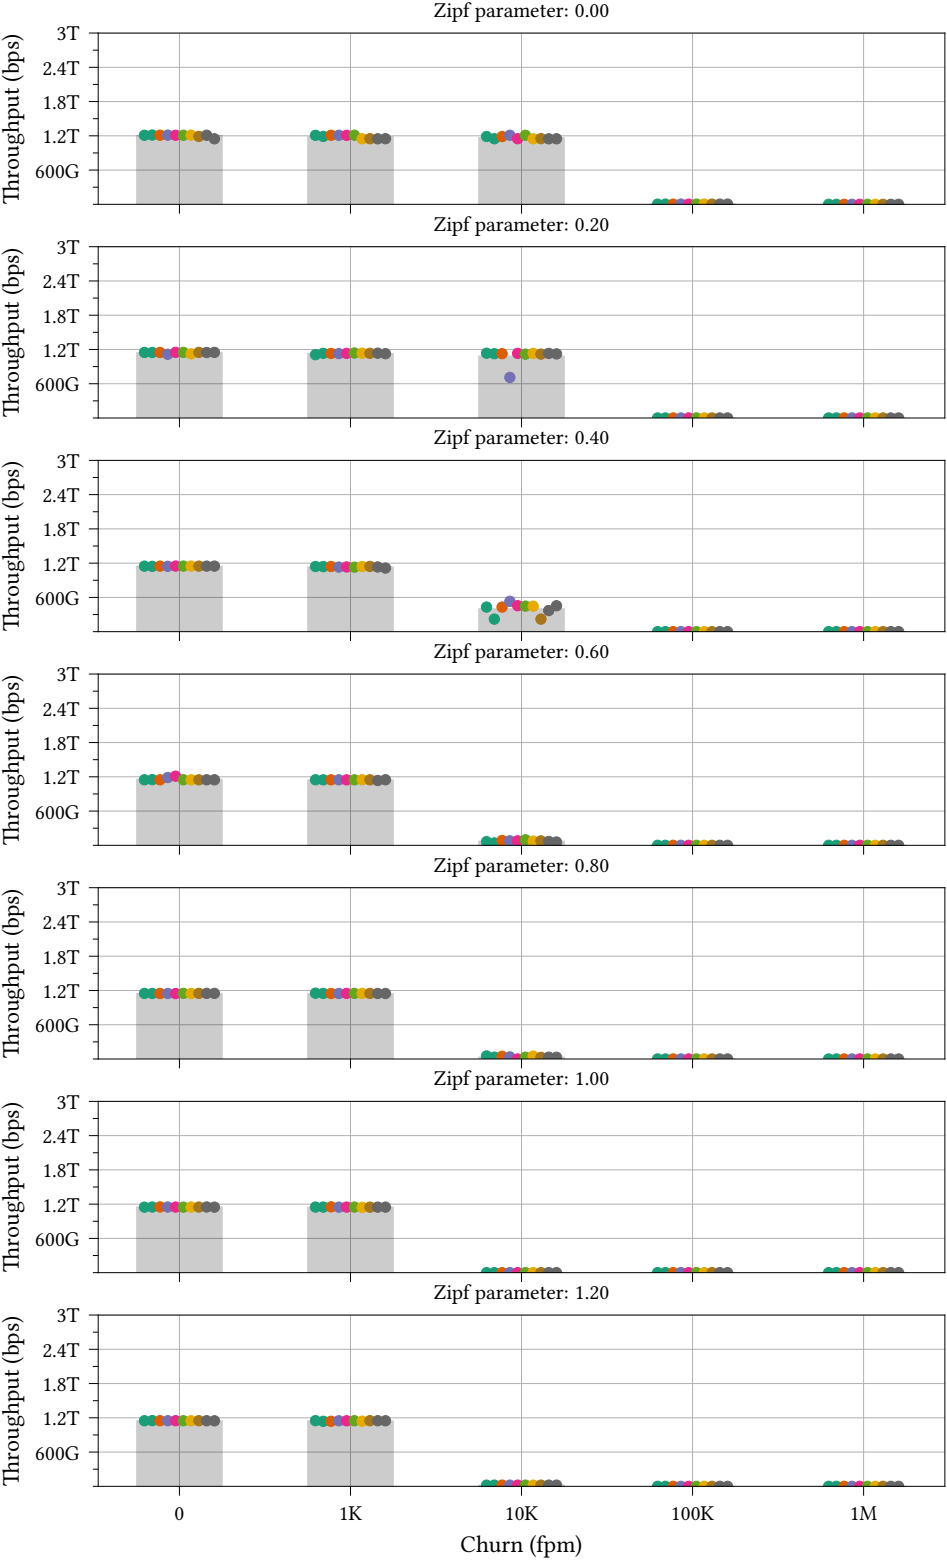 Zipf parameter: 0.00
Throughput (bps)
3T
2.4T
1.8T
1.2T
600G
Zipf parameter: 0.20
Throughput (bps)
3T
2.4T
1.8T
1.2T
600G
Zipf parameter: 0.40
Throughput (bps)
3T
2.4T
1.8T
1.2T
600G
Zipf parameter: 0.60
Throughput (bps)
3T
2.4T
1.8T
1.2T
600G
Zipf parameter: 0.80
Throughput (bps)
3T
2.4T
1.8T
1.2T
600G
Zipf parameter: 1.00
Throughput (bps)
3T
2.4T
1.8T
1.2T
600G
Zipf parameter: 1.20
Throughput (bps)
3T
2.4T
1.8T
1.2T
600G
0 1K 10K 100K 1M
Churn (fpm)